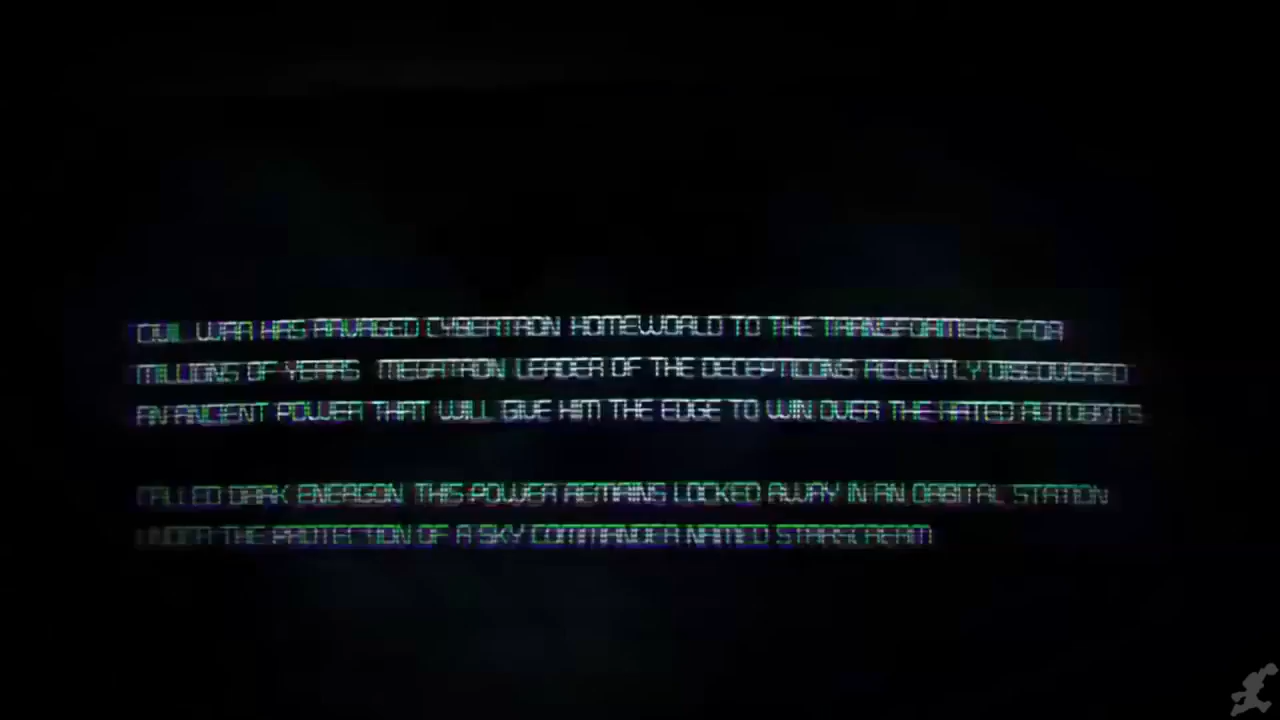 CIVIL WAR HAS RAVAGED CYBERTRON HOMEWORLD TO THE TRANSFORMERS FOR
MILLIONS OF YEARS MEGATRON LEADER OF THE DECEPTICONS RECENTLY DISCOVERED
AN ANCIENT POWER THAT WILL GIVE HIM THE EDGE TO WIN OVER THE HATED AUTOBOTS.
CALLED DARK ENERGON, THIS POWER REMAINS LOCKED AWAY IN AN ORBITAL STATION
UNDER THE PROTECTION OF A SKY COMMANDER NAMED STARSCREAM